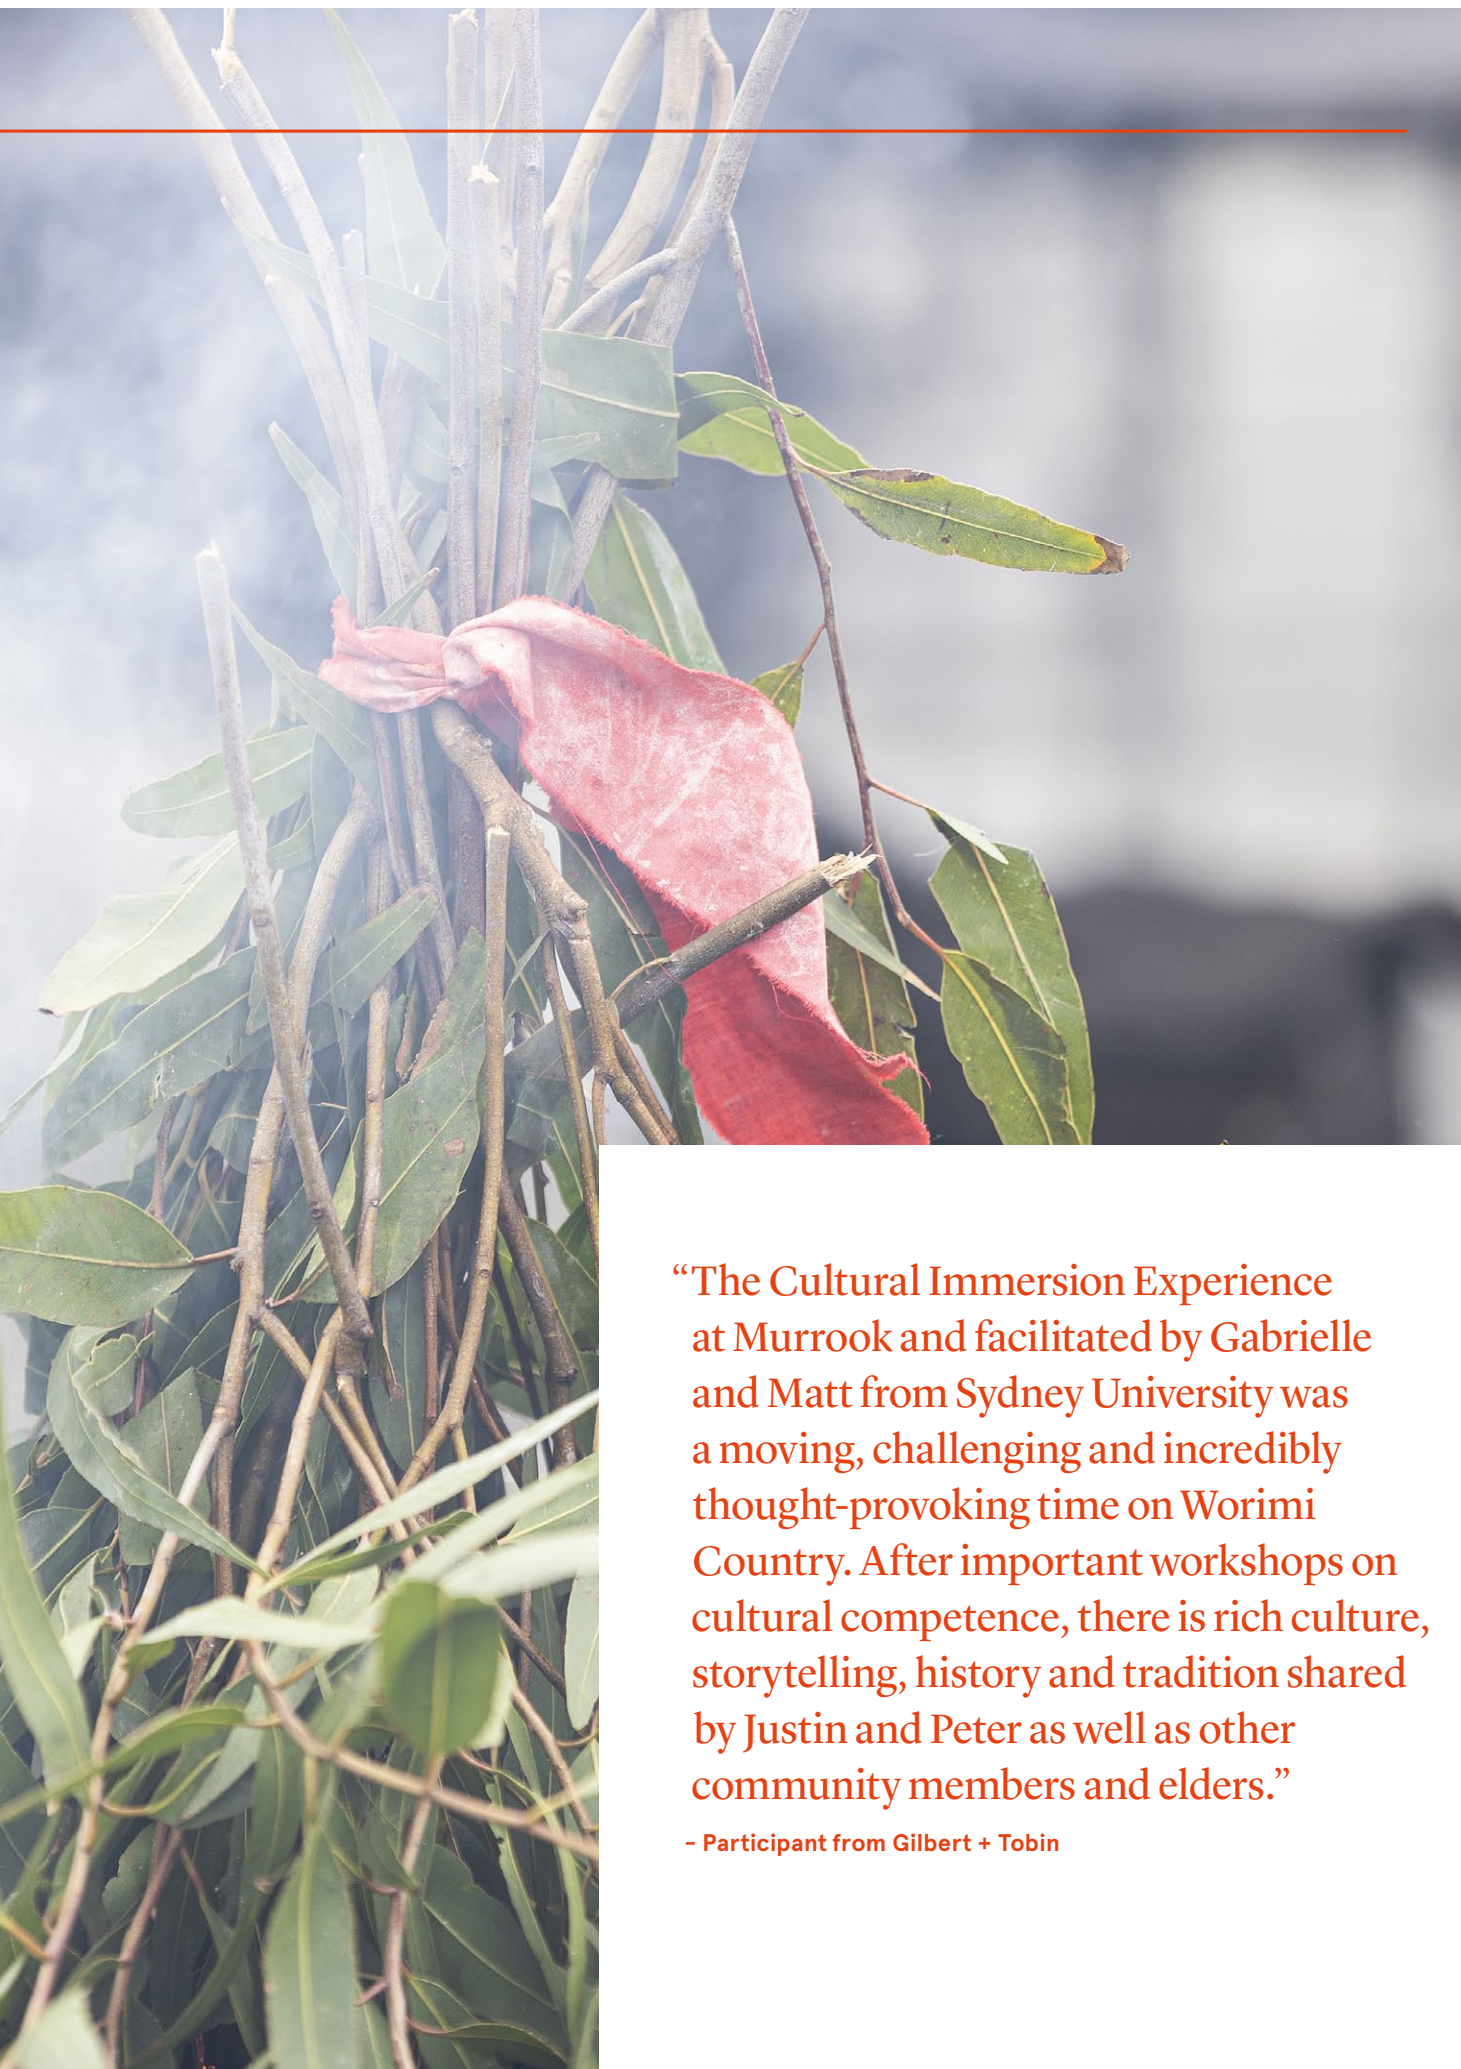 “The Cultural Immersion Experience
at Murrook and facilitated by Gabrielle
and Matt from Sydney University was
a moving, challenging and incredibly
thought-provoking time on Worimi
Country. After important workshops on
cultural competence, there is rich culture,
storytelling, history and tradition shared
by Justin and Peter as well as other
community members and elders.”
– Participant from Gilbert + Tobin